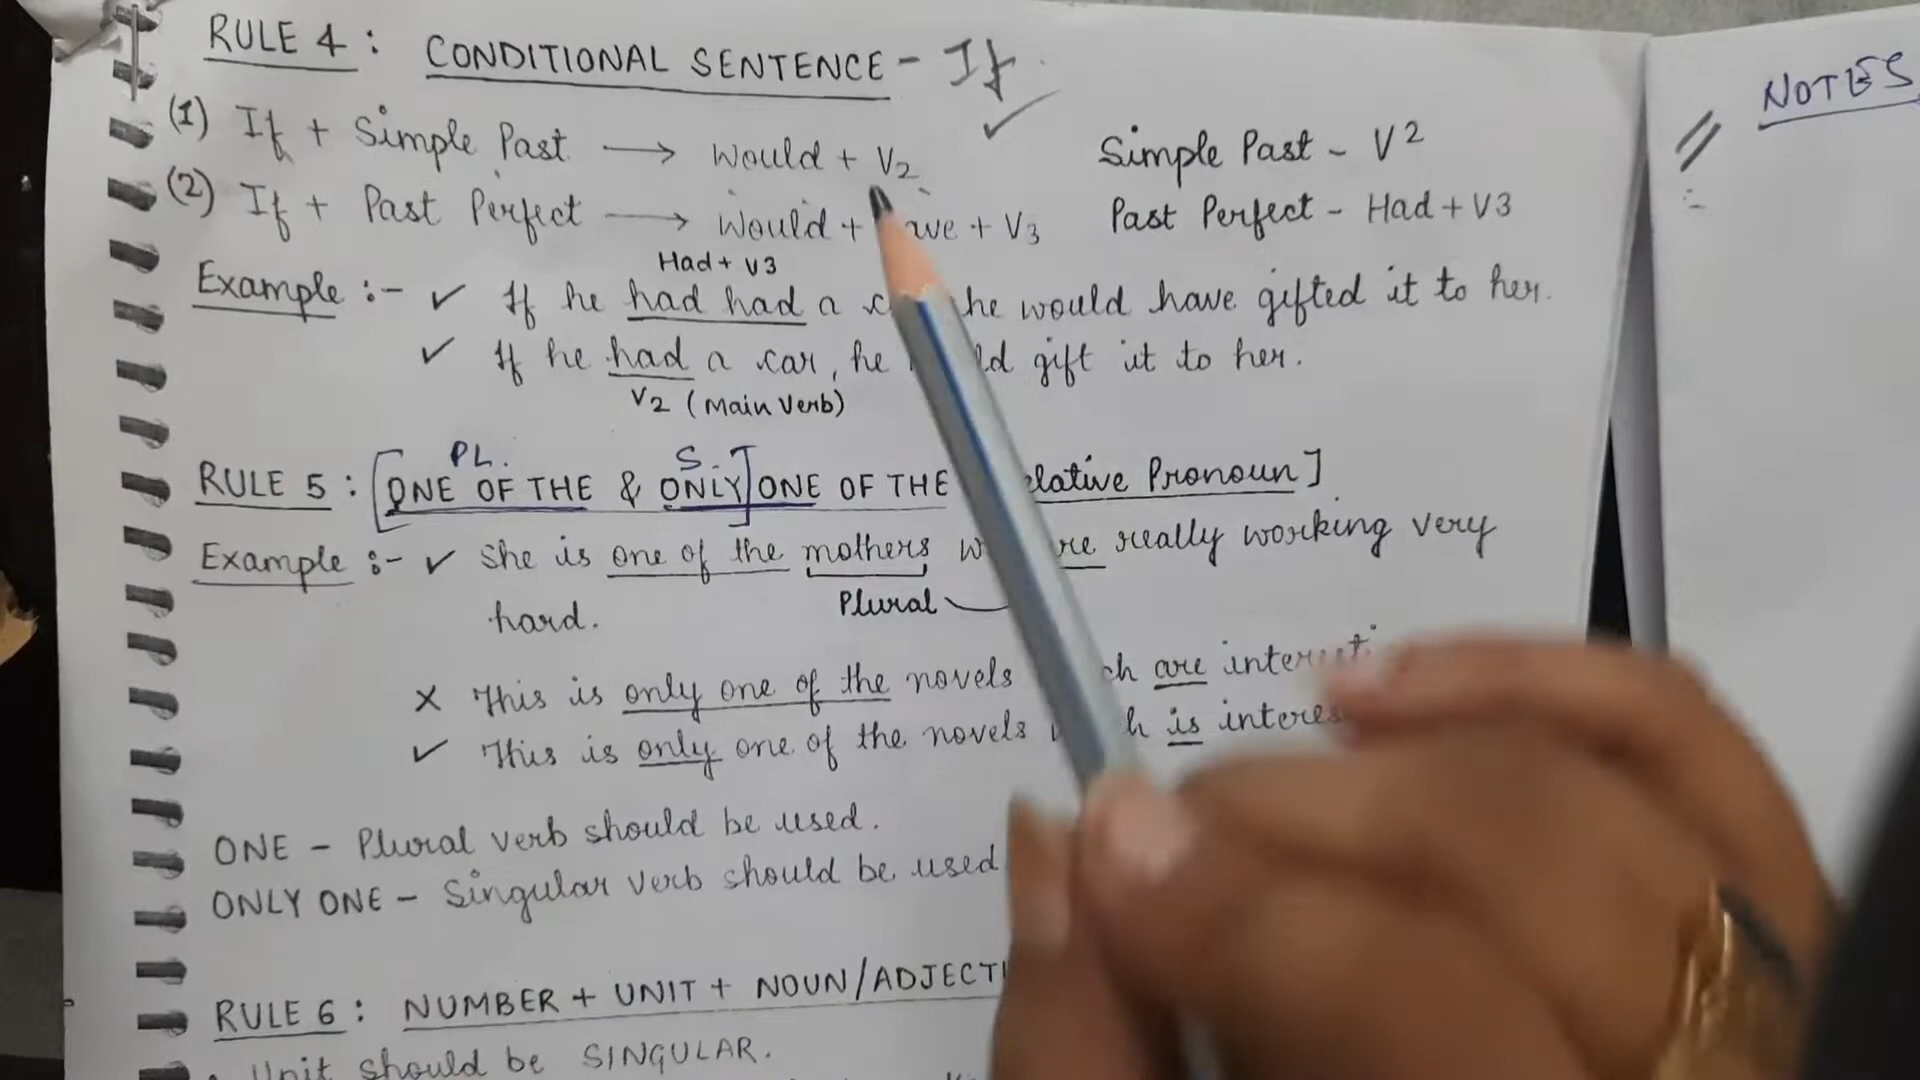 RULE 4 : CONDITIONAL SENTENCE - If
NOTES
(1) If + Simple Past → would + V2
Simple Past - V2
(2) If + Past Perfect → would + + V3
Past Perfect - Had + V3
Had + V3
Example :- ✓ If he had had a he would have gifted it to her.
✓ If he had a car, he gift it to her.
V2 (Main Verb)
PL. S.
RULE 5 : [ONE OF THE & ONLY] ONE OF THE Pronoun]
Example :- ✓ She is one of the mothers really working very
Plural
hard.
X This is only one of the novels are
✓ This is only one of the novels is
ONE - Plural verb should be used.
ONLY ONE - Singular verb should be used
RULE 6 : NUMBER + UNIT + NOUN/
. Unit should be SINGULAR.